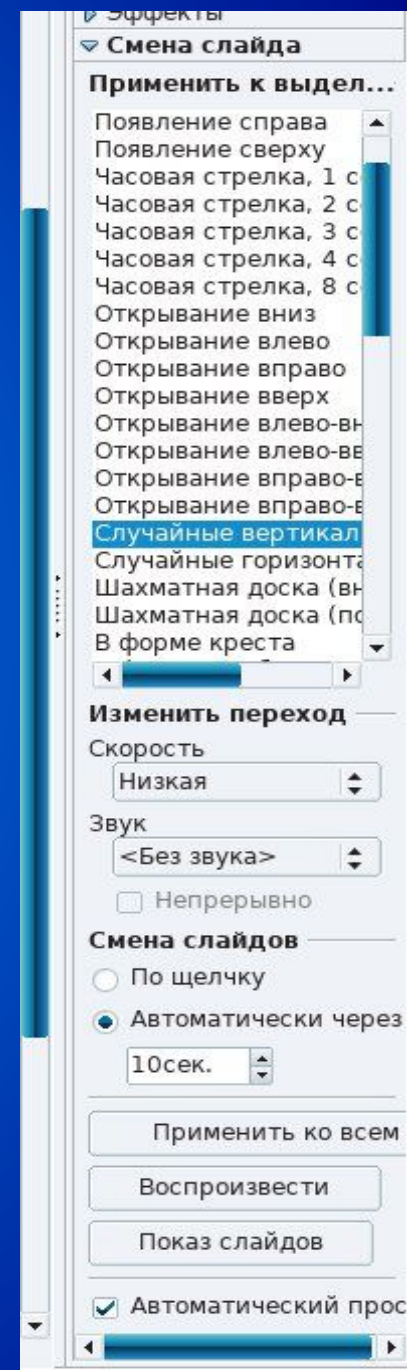 Эффекты
Смена слайда
Применить к выдел...
Появление справа
Появление сверху
Часовая стрелка, 1 с
Часовая стрелка, 2 с
Часовая стрелка, 3 с
Часовая стрелка, 4 с
Часовая стрелка, 8 с
Открывание вниз
Открывание влево
Открывание вправо
Открывание вверх
Открывание влево-вн
Открывание влево-вв
Открывание вправо-в
Открывание вправо-в
Случайные вертикал
Случайные горизонта
Шахматная доска (вн
Шахматная доска (по
В форме креста
Изменить переход
Скорость
Низкая
Звук
<Без звука>
Непрерывно
Смена слайдов
По щелчку
Автоматически через
10сек.
Применить ко всем
Воспроизвести
Показ слайдов
Автоматический прос